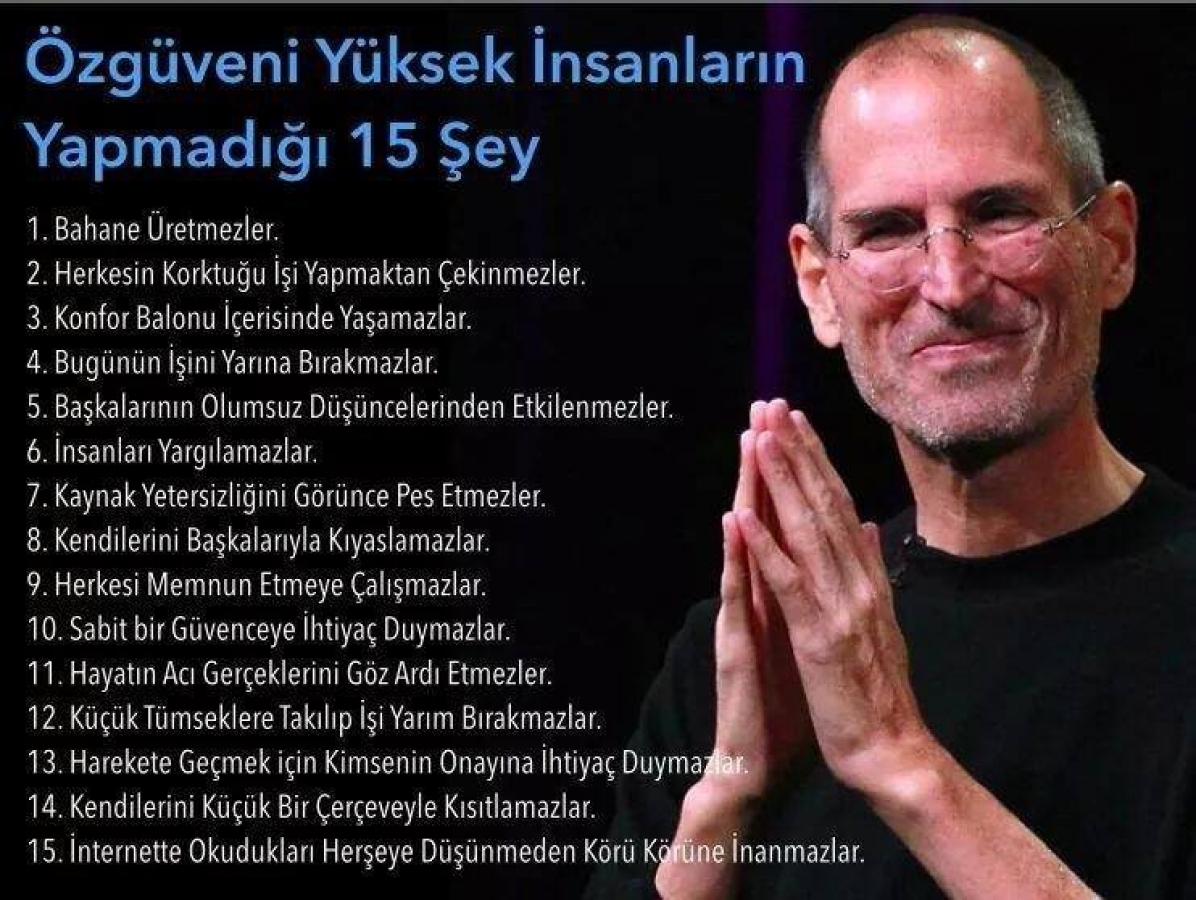 Özgüveni Yüksek İnsanların
Yapmadığı 15 Şey
1. Bahane Üretmezler.
2. Herkesin Korktuğu İşi Yapmaktan Çekinmezler.
3. Konfor Balonu İçerisinde Yaşamazlar.
4. Bugünün İşini Yarına Bırakmazlar.
5. Başkalarının Olumsuz Düşüncelerinden Etkilenmezler.
6. İnsanları Yargılamazlar.
7. Kaynak Yetersizliğini Görünce Pes Etmezler.
8. Kendilerini Başkalarıyla Kıyaslamazlar.
9. Herkesi Memnun Etmeye Çalışmazlar.
10. Sabit bir Güvenceye İhtiyaç Duymazlar.
11. Hayatın Acı Gerçeklerini Göz Ardı Etmezler.
12. Küçük Tümseklere Takılıp İşi Yarım Bırakmazlar.
13. Harekete Geçmek için Kimsenin Onayına İhtiyaç Duymazlar.
14. Kendilerini Küçük Bir Çerçeveyle Kısıtlamazlar.
15. İnternette Okudukları Herşeye Düşünmeden Körü Körüne İnanmazlar.